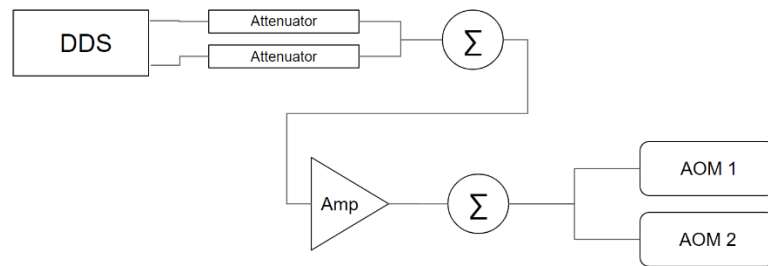 DDS
Attenuator
Attenuator
Σ
Amp
Σ
AOM 1
AOM 2